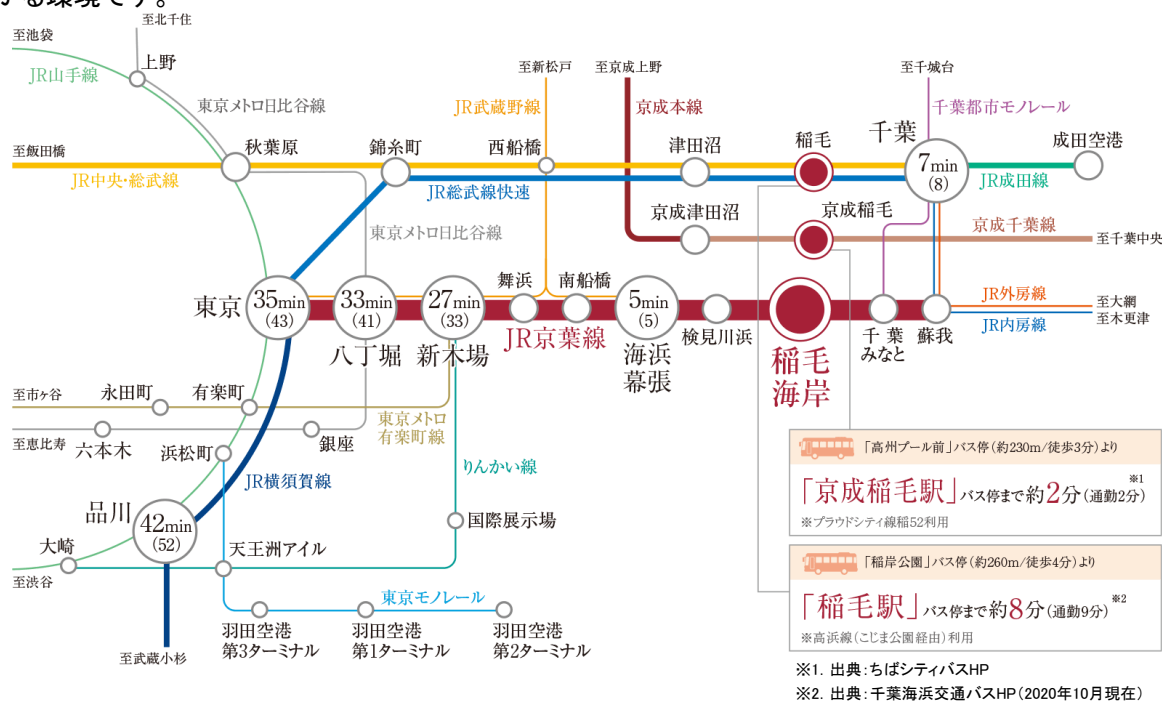 かる環境です。
至北千住
至池袋
上野
JR山手線
至新松戸
至京成上野
至千城台
東京メトロ日比谷線
JR武蔵野線
京成本線
千葉都市モノレール
千葉
至飯田橋
秋葉原
錦糸町
西船橋
津田沼
稲毛
成田空港
7min
(8)
JR中央・総武線
JR総武線快速
JR成田線
京成津田沼
京成稲毛
京成千葉線
東京メトロ日比谷線
至千葉中央
東京
35min
(43)
33min
(41)
27min
(33)
舞浜
南船橋
5min
(5)
JR外房線
至大網
至木更津
JR内房線
JR京葉線
検見川浜
千葉
みなと
蘇我
八丁堀
新木場
海浜
幕張
稲毛
海岸
至市ヶ谷
永田町
有楽町
東京メトロ
有楽町線
至恵比寿
六本木
銀座
浜松町
りんかい線
JR横須賀線
品川
42min
(52)
国際展示場
大崎
天王洲アイル
至渋谷
東京モノレール
羽田空港
第3ターミナル
羽田空港
第1ターミナル
羽田空港
第2ターミナル
至武蔵小杉
「高州プール前」バス停(約230m/徒歩3分)より
「京成稲毛駅」バス停まで約2分(通勤2分)※1
※プラウドシティ線稲52利用
「稲岸公園」バス停(約260m/徒歩4分)より
「稲毛駅」バス停まで約8分(通勤9分)※2
※高浜線(こじま公園経由)利用
※1. 出典:ちばシティバスHP
※2. 出典:千葉海浜交通バスHP(2020年10月現在)